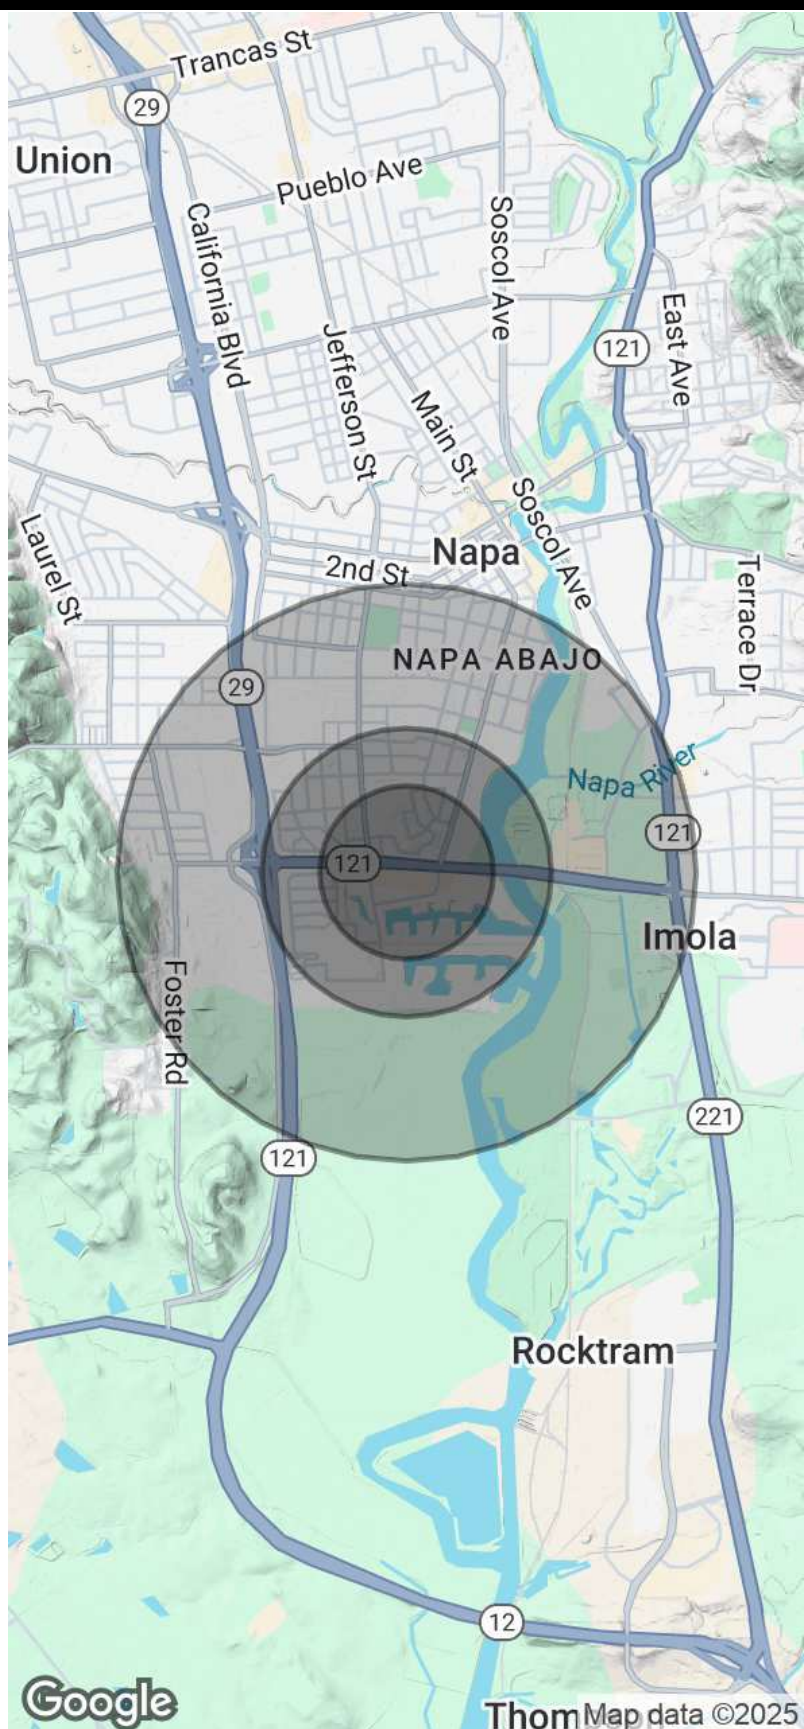 Trancas St
29
Union
Pueblo Ave
California Blvd
Soscol Ave
Jefferson St
Main St
121
East Ave
Laurel St
2nd St
Napa
Soscol Ave
Terrace Dr
NAPA ABAJO
29
Napa River
121
121
Imola
Foster Rd
221
121
Rocktram
12
Google
Map data ©2025